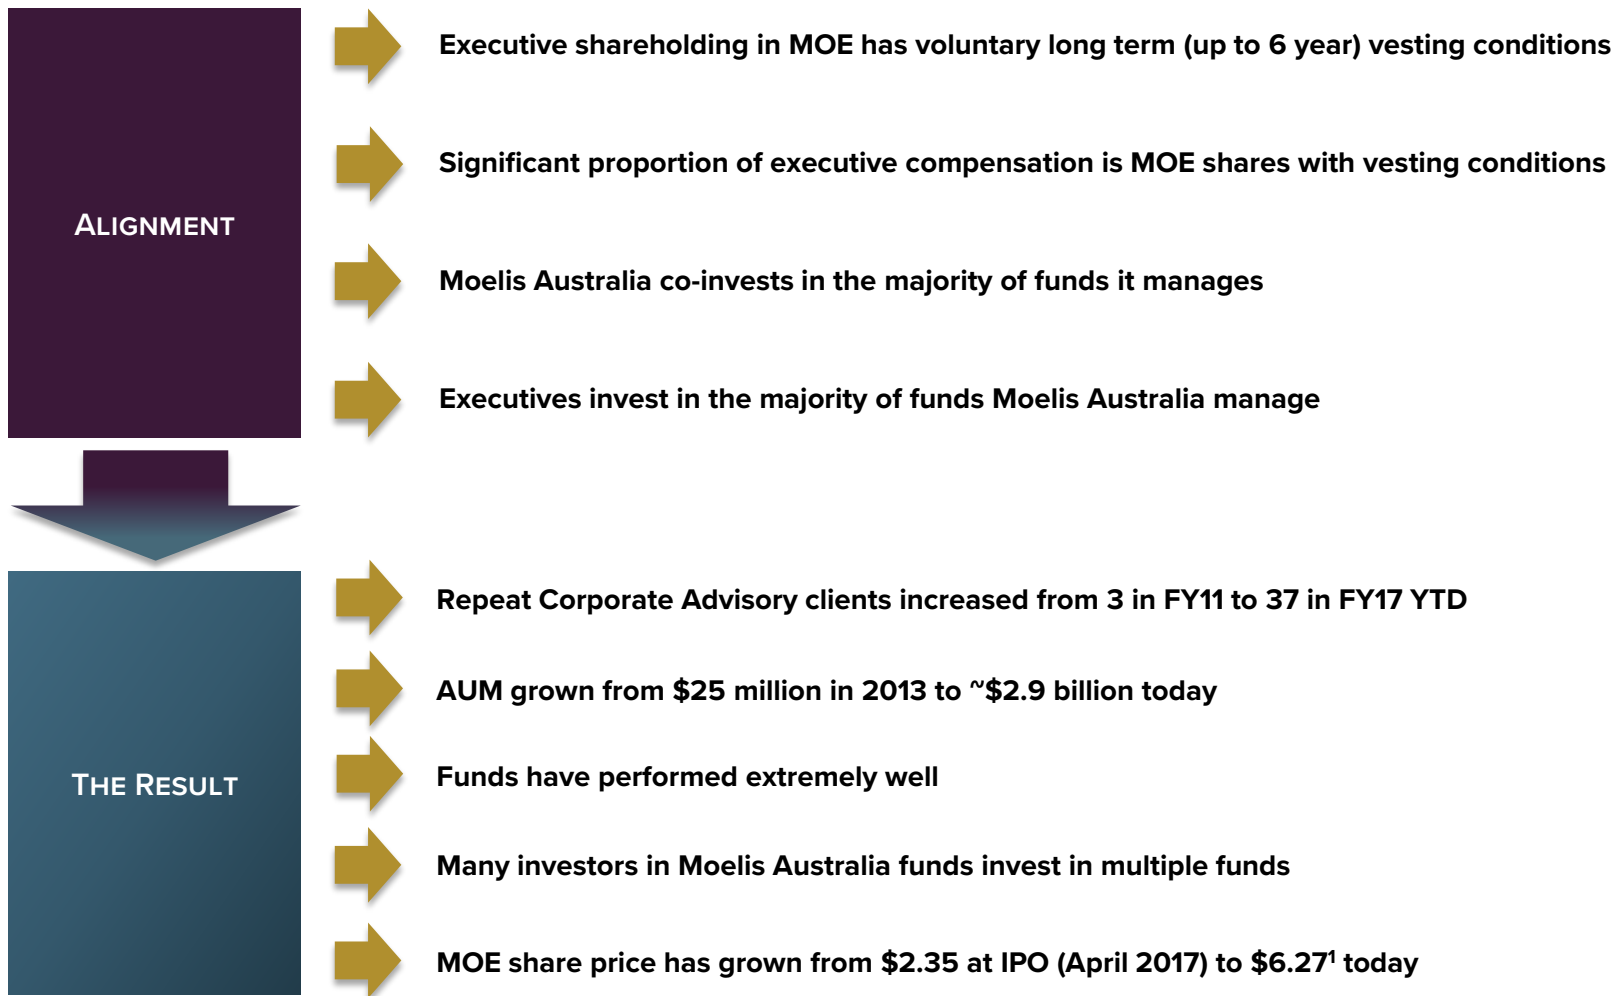 Executive shareholding in MOE has voluntary long term (up to 6 year) vesting conditions
Significant proportion of executive compensation is MOE shares with vesting conditions
ALIGNMENT
Moelis Australia co-invests in the majority of funds it manages
Executives invest in the majority of funds Moelis Australia manage
Repeat Corporate Advisory clients increased from 3 in FY11 to 37 in FY17 YTD
AUM grown from $25 million in 2013 to ~$2.9 billion today
THE RESULT
Funds have performed extremely well
Many investors in Moelis Australia funds invest in multiple funds
MOE share price has grown from $2.35 at IPO (April 2017) to $6.27¹ today